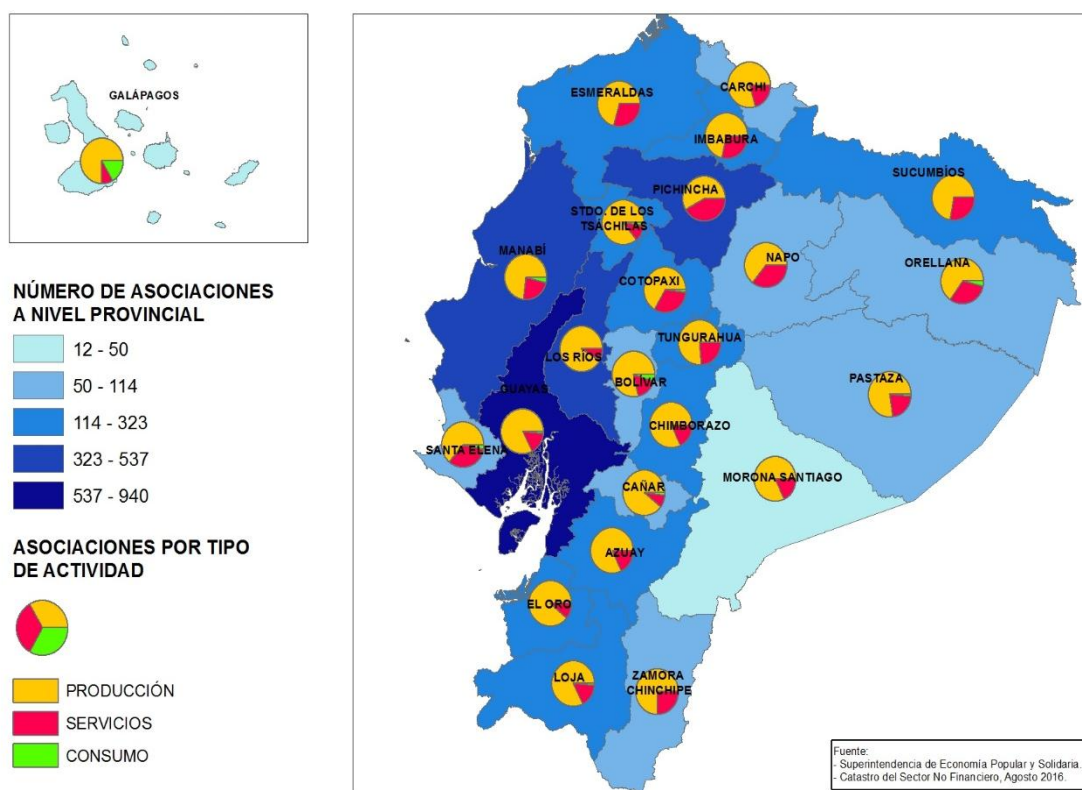 GALÁPAGOS
NÚMERO DE ASOCIACIONES
A NIVEL PROVINCIAL
12 - 50
50 - 114
114 - 323
323 - 537
537 - 940
ASOCIACIONES POR TIPO
DE ACTIVIDAD
PRODUCCIÓN
SERVICIOS
CONSUMO
ESMERALDAS
CARCHI
IMBABURA
SUCUMBÍOS
PICHINCHA
STDO. DE LOS
TSÁCHILAS
MANABÍ
NAPO
ORELLANA
COTOPAXI
TUNGURAHUA
LOS RÍOS
BOLÍVAR
PASTAZA
GUAYAS
CHIMBORAZO
SANTA ELENA
MORONA SANTIAGO
CAÑAR
AZUAY
EL ORO
LOJA
ZAMORA
CHINCHIPE
Fuente:
- Superintendencia de Economía Popular y Solidaria.
- Catastro del Sector No Financiero, Agosto 2016.